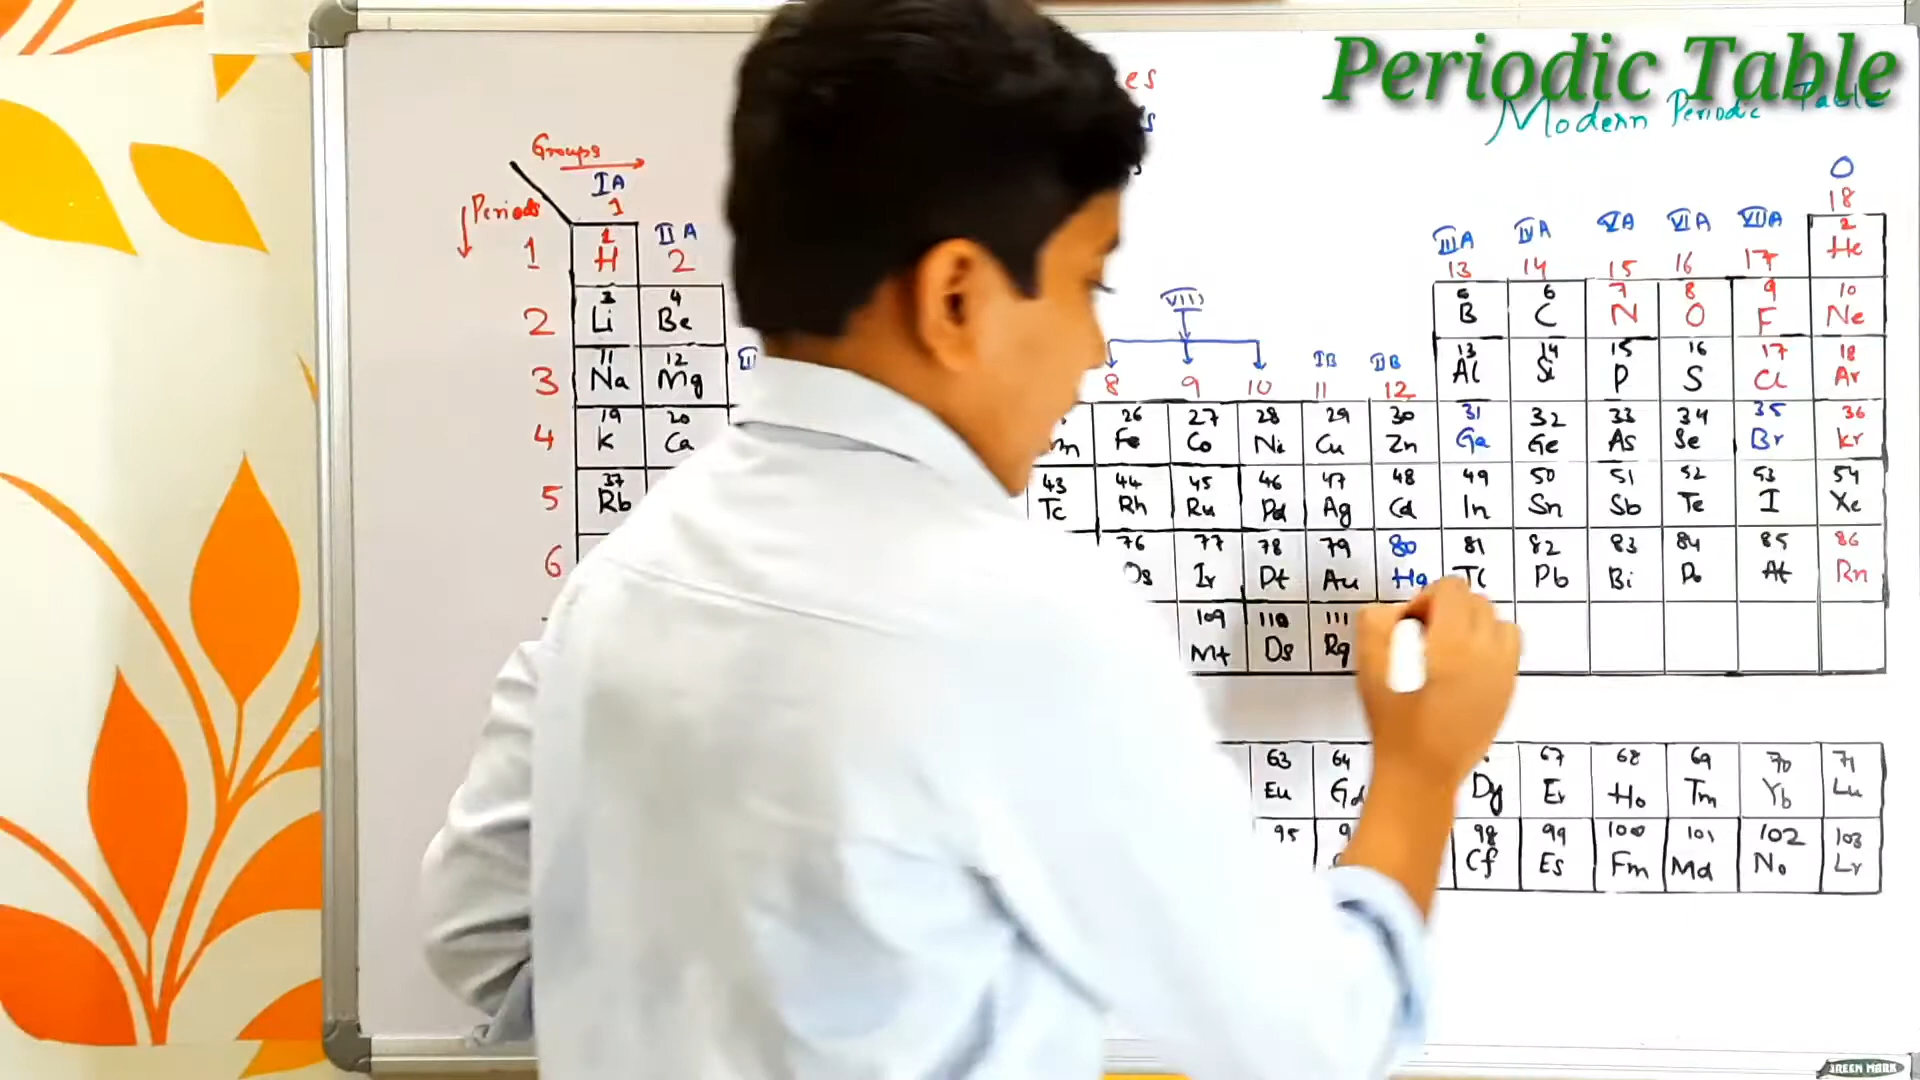 Periodic Table
Modern Periodic Table
es
Groups
IA
1
Periods
0
18
1
1
H
IIA
2
IIIA
IVA
VA
VIA
VIIA
13
14
15
16
17
2
He
2
3
Li
4
Be
VIII
6
B
6
C
7
N
8
O
9
F
10
Ne
3
11
Na
12
Mg
IB
IIB
8
9
10
11
12
13
Al
14
Si
15
P
16
S
17
Cl
18
Ar
4
19
K
20
Ca
26
Fe
27
Co
28
Ni
29
Cu
30
Zn
31
Ga
32
Ge
33
As
34
Se
35
Br
36
Kr
5
37
Rb
43
Tc
44
Rh
45
Ru
46
Pd
47
Ag
48
Cd
49
In
50
Sn
51
Sb
52
Te
53
I
54
Xe
6
76
Os
77
Ir
78
Pt
79
Au
80
Hg
81
Tl
82
Pb
83
Bi
84
Po
85
At
86
Rn
109
Mt
110
Ds
111
Rg
63
Eu
64
Gd
Dy
67
Er
68
Ho
69
Tm
70
Yb
71
Lu
95
98
Cf
99
Es
100
Fm
101
Md
102
No
103
Lr
GREEN MARK